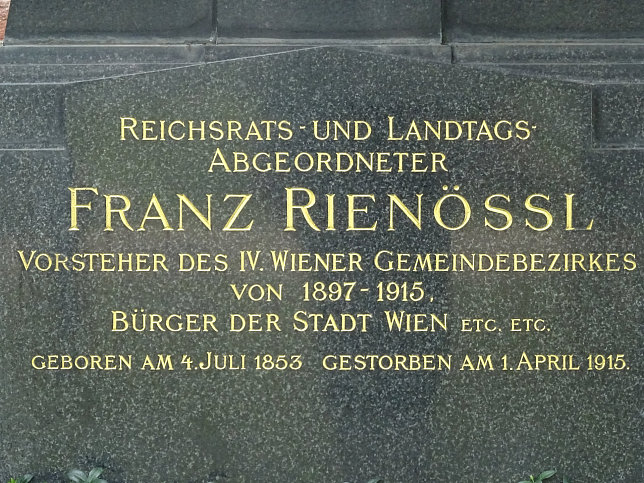 REICHSRATS- UND LANDTAGS-
ABGEORDNETER
FRANZ RIENÖSSL
VORSTEHER DES IV. WIENER GEMEINDEBEZIRKES
VON 1897-1915,
BÜRGER DER STADT WIEN ETC. ETC.
GEBOREN AM 4. JULI 1853 GESTORBEN AM 1. APRIL 1915.